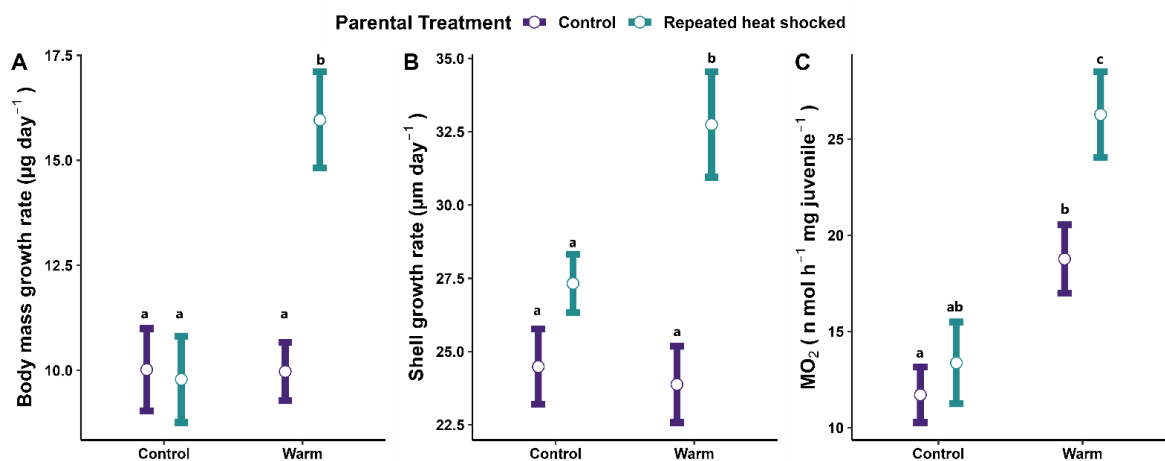 Parental Treatment Control Repeated heat shocked
A
Body mass growth rate (µg day⁻¹ )
17.5
15.0
12.5
10.0
a
a
a
b
Control
Warm
B
Shell growth rate (µm day⁻¹ )
35.0
32.5
30.0
27.5
25.0
22.5
a
a
a
b
Control
Warm
C
MO₂ ( n mol h⁻¹ mg juvenile⁻¹ )
25
20
15
10
a
ab
b
c
Control
Warm